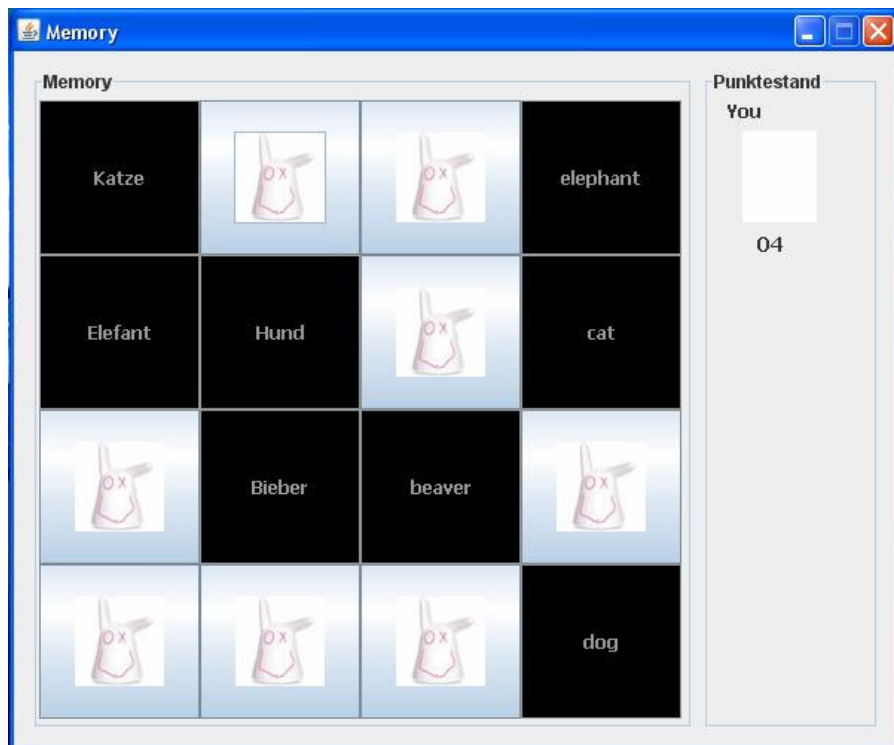 Memory
Memory
Punktestand
You
04
Katze
elephant
Elefant
Hund
cat
Bieber
beaver
dog